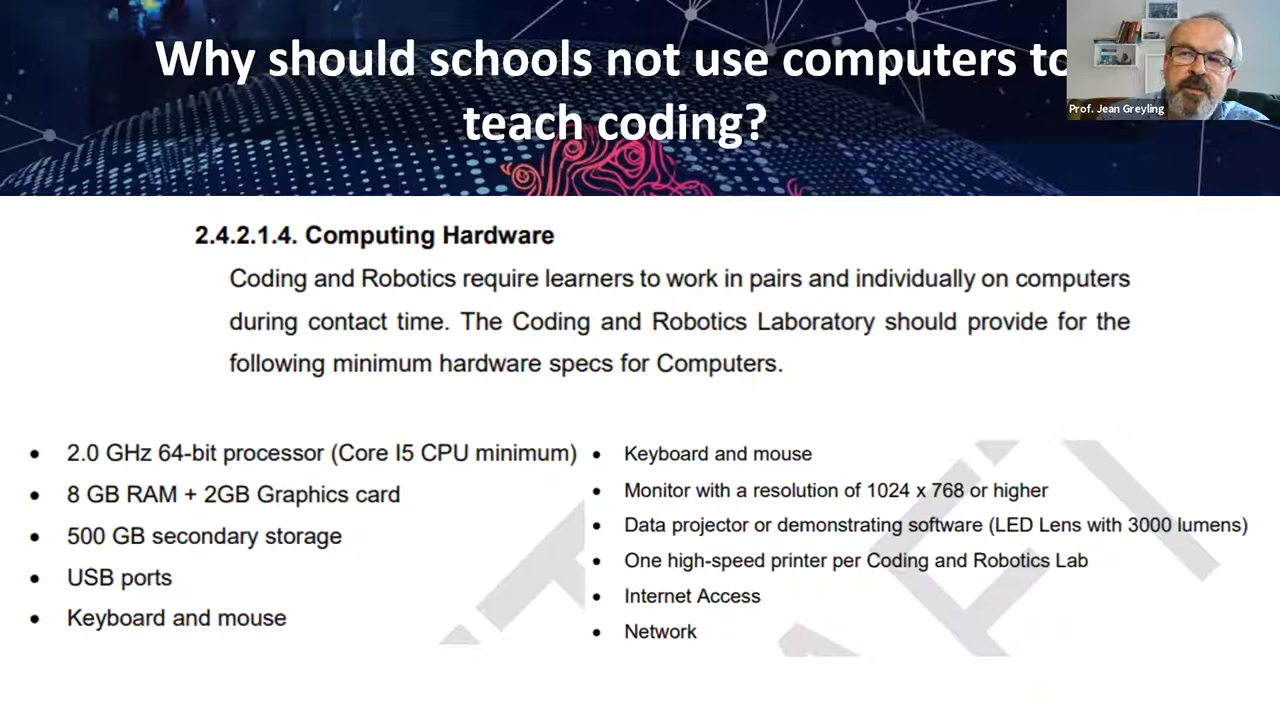 Why should schools not use computers to
teach coding?
Prof. Jean Greyling
2.4.2.1.4. Computing Hardware
Coding and Robotics require learners to work in pairs and individually on computers
during contact time. The Coding and Robotics Laboratory should provide for the
following minimum hardware specs for Computers.
• 2.0 GHz 64-bit processor (Core I5 CPU minimum)
• 8 GB RAM + 2GB Graphics card
• 500 GB secondary storage
• USB ports
• Keyboard and mouse
• Keyboard and mouse
• Monitor with a resolution of 1024 x 768 or higher
• Data projector or demonstrating software (LED Lens with 3000 lumens)
• One high-speed printer per Coding and Robotics Lab
• Internet Access
• Network